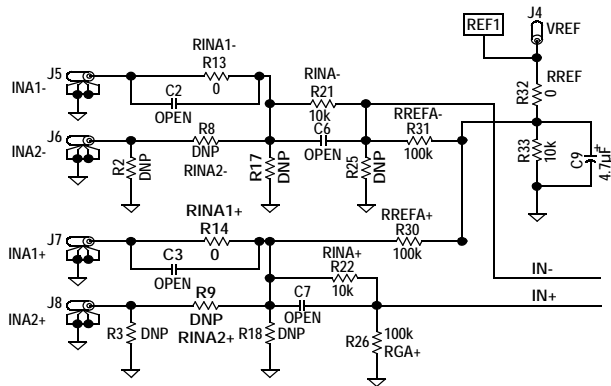 J4
REF1
VREF
J5
RINA1-
R13
0
INA1-
C2
OPEN
RINA-
R21
10k
R32
0
RREF
RREFA-
R31
100k
J6
INA2-
R8
DNP
RINA2-
C6
OPEN
R2
DNP
R17
DNP
R25
DNP
R33
10k
+
C9
4.7µF
J7
RINA1+
R14
0
INA1+
C3
OPEN
RREFA+
R30
100k
RINA+
R22
10k
IN-
IN+
J8
INA2+
R9
DNP
RINA2+
C7
OPEN
R3
DNP
R18
DNP
R26
100k
RGA+